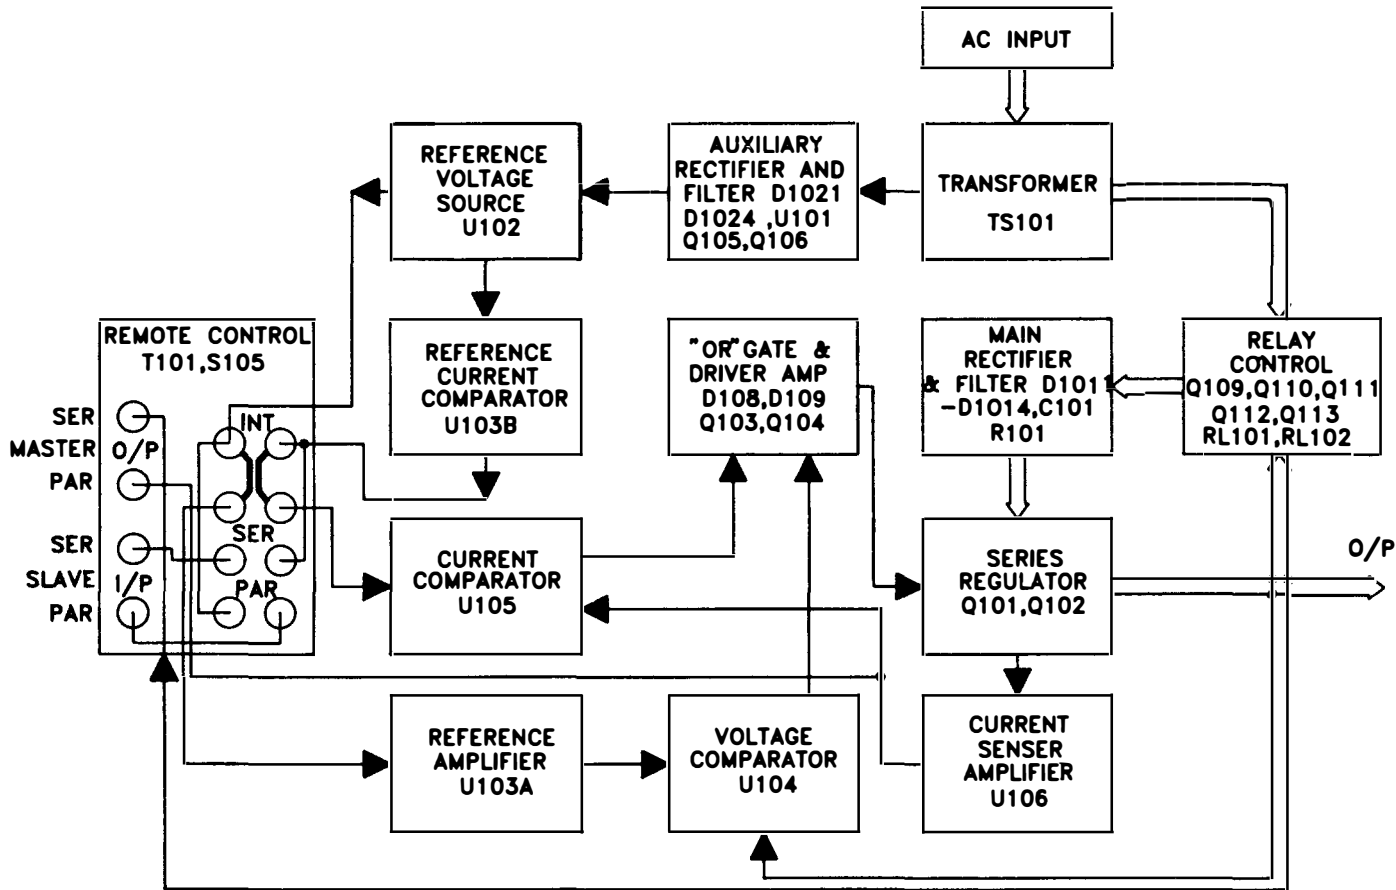 AC INPUT
REFERENCE
VOLTAGE
SOURCE
U102
AUXILIARY
RECTIFIER AND
FILTER D1021
D1024 ,U101
Q105,Q106
TRANSFORMER
TS101
REMOTE CONTROL
T101,S105
SER
MASTER O/P
PAR
SER
SLAVE I/P
PAR
INT
SER
PAR
REFERENCE
CURRENT
COMPARATOR
U103B
"OR"GATE &
DRIVER AMP
D108,D109
Q103,Q104
MAIN
RECTIFIER
& FILTER D1011
-D1014,C101
R101
RELAY
CONTROL
Q109,Q110,Q111
Q112,Q113
RL101,RL102
CURRENT
COMPARATOR
U105
SERIES
REGULATOR
Q101,Q102
O/P
REFERENCE
AMPLIFIER
U103A
VOLTAGE
COMPARATOR
U104
CURRENT
SENSER
AMPLIFIER
U106